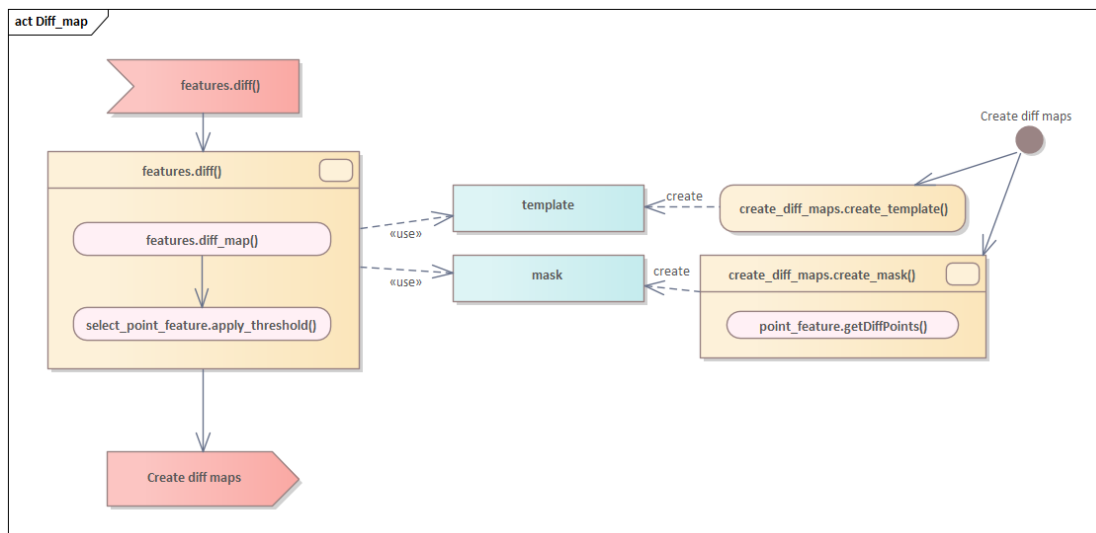 act Diff_map
features.diff()
Create diff maps
features.diff()
features.diff_map()
select_point_feature.apply_threshold()
«use»
«use»
template
mask
create
create
create_diff_maps.create_template()
create_diff_maps.create_mask()
point_feature.getDiffPoints()
Create diff maps